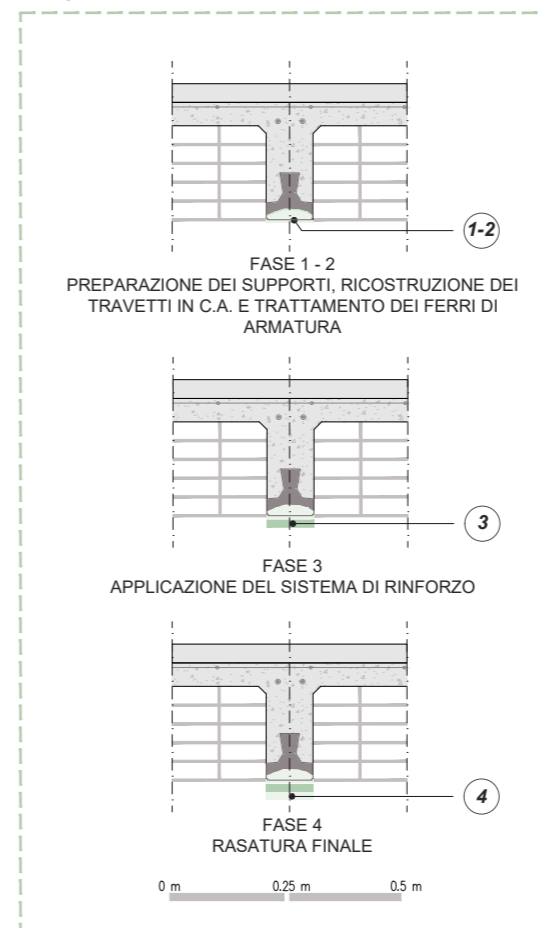 1-2
FASE 1 - 2
PREPARAZIONE DEI SUPPORTI, RICOSTRUZIONE DEI
TRAVETTI IN C.A. E TRATTAMENTO DEI FERRI DI
ARMATURA
3
FASE 3
APPLICAZIONE DEL SISTEMA DI RINFORZO
4
FASE 4
RASATURA FINALE
0 m 0.25 m 0.5 m